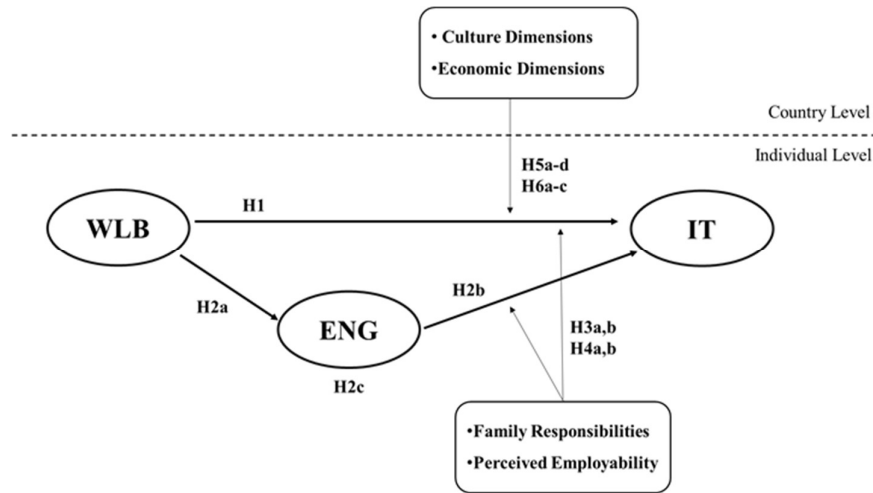 • Culture Dimensions
•Economic Dimensions
Country Level
Individual Level
H5a-d
H6a-c
H1
WLB
IT
H2a
H2b
ENG
H3a,b
H4a,b
H2c
•Family Responsibilities
•Perceived Employability